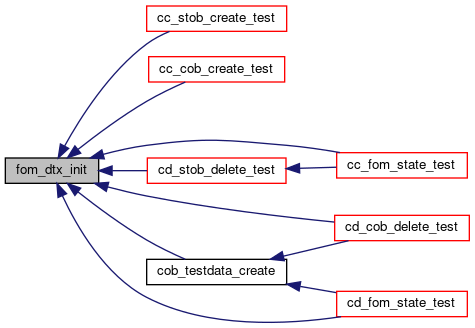 cc_stob_create_test
cc_cob_create_test
fom_dtx_init
cd_stob_delete_test
cc_fom_state_test
cd_cob_delete_test
cob_testdata_create
cd_fom_state_test